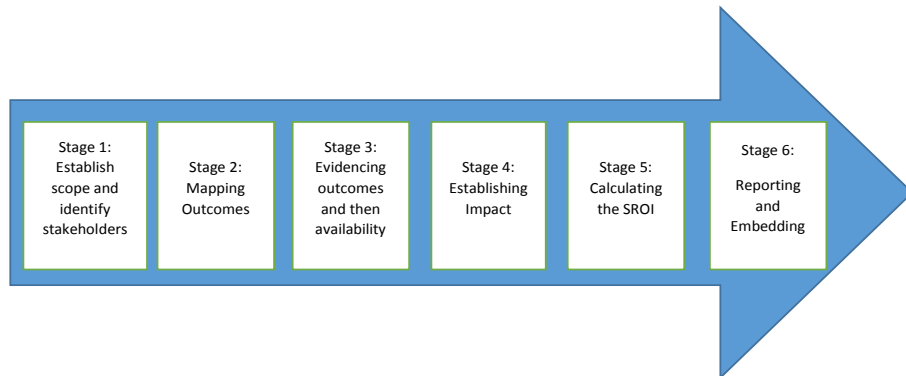 Stage 1:
Establish
scope and
identify
stakeholders
Stage 2:
Mapping
Outcomes
Stage 3:
Evidencing
outcomes
and then
availability
Stage 4:
Establishing
Impact
Stage 5:
Calculating
the SROI
Stage 6:
Reporting
and
Embedding